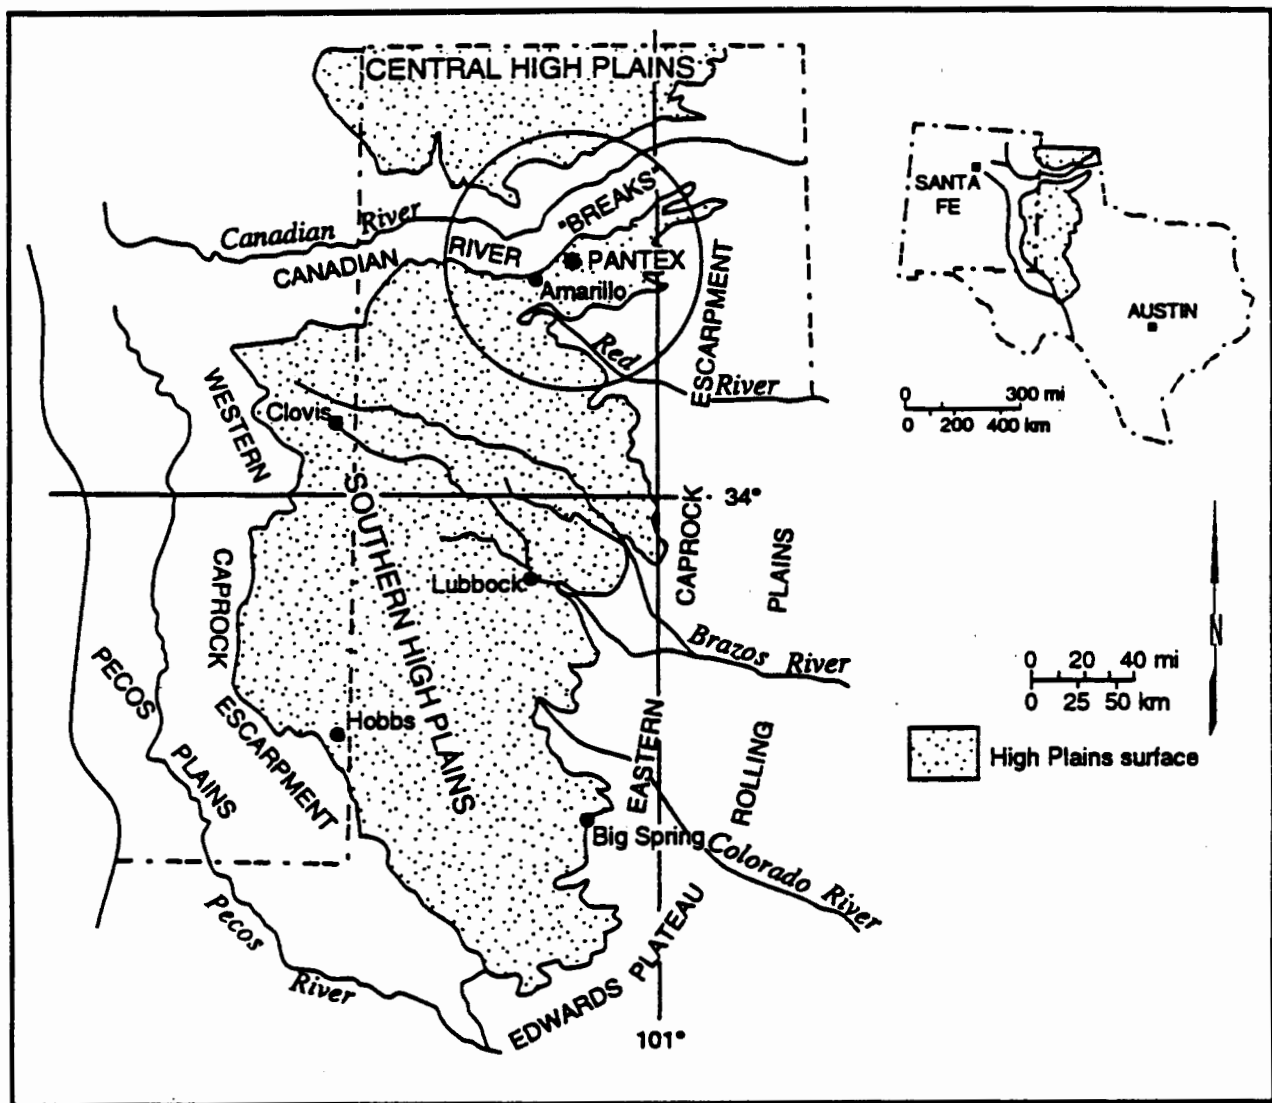 CENTRAL HIGH PLAINS
Canadian River
CANADIAN RIVER BREAKS
PANTEX
Amarillo
Red River
WESTERN CAPROCK ESCARPMENT
Clovis
34°
SOUTHERN HIGH PLAINS
Lubbock
EASTERN CAPROCK ESCARPMENT
Brazos River
ROLLING PLAINS
PECOS PLAINS
Hobbs
Big Spring
Colorado River
Pecos River
EDWARDS PLATEAU
101°
SANTA
FE
AUSTIN
0 300 mi
0 200 400 km
N
0 20 40 mi
0 25 50 km
High Plains surface